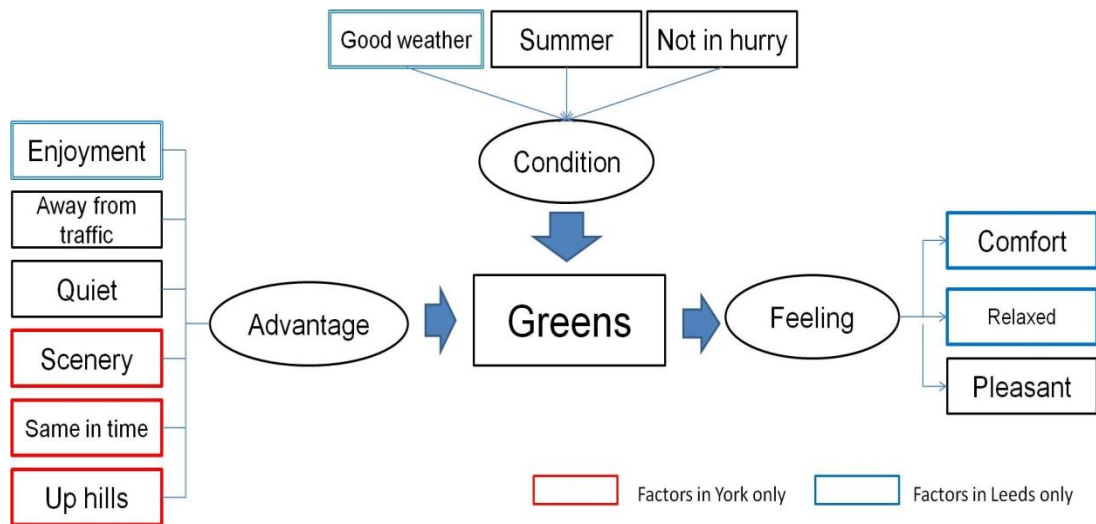 Good weather
Summer
Not in hurry
Condition
Enjoyment
Away from
traffic
Quiet
Scenery
Same in time
Up hills
Advantage
Greens
Feeling
Comfort
Relaxed
Pleasant
Factors in York only
Factors in Leeds only